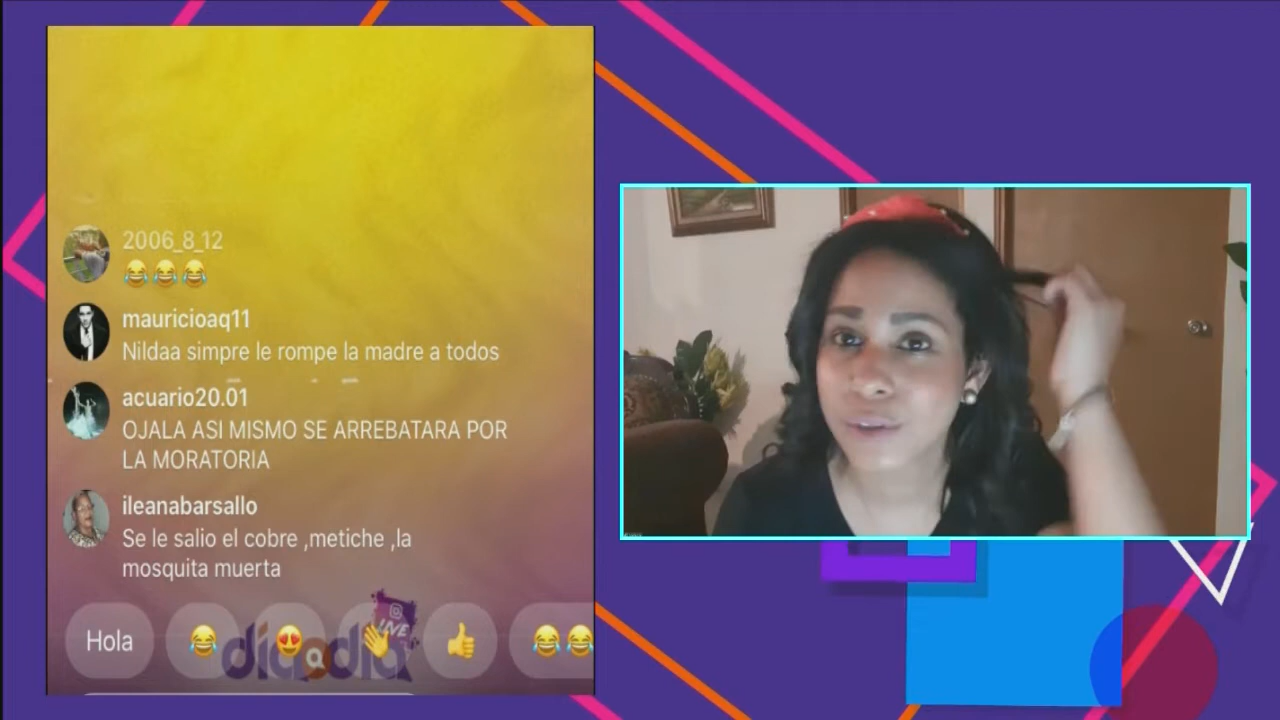 2006_8_12
😂😂😂
mauricioaq11
Nildaa simpre le rompe la madre a todos
acuario20.01
OJALA ASI MISMO SE ARREBATARA POR
LA MORATORIA
ileanabarsallo
Se le salio el cobre ,metiche ,la
mosquita muerta
Hola
LIVE
díadía